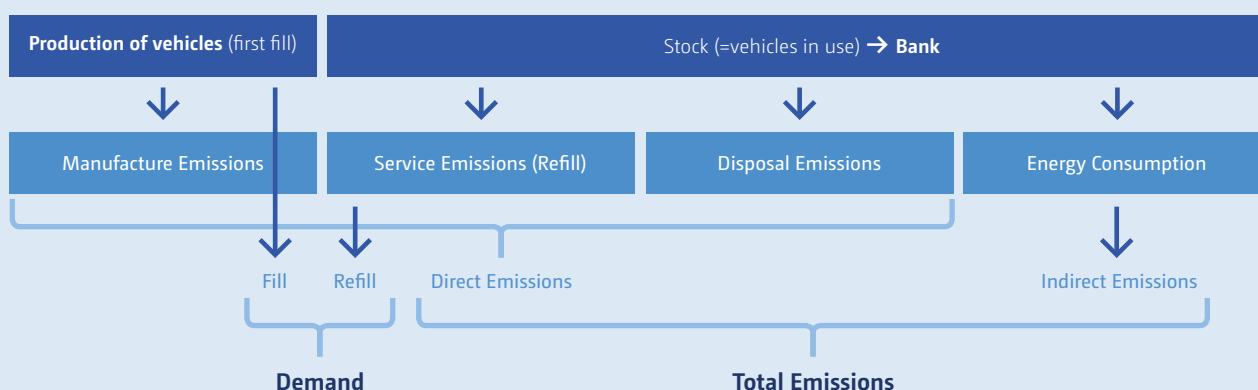 Production of vehicles (first fill)
Stock (=vehicles in use) → Bank
Manufacture Emissions
Service Emissions (Refill)
Disposal Emissions
Energy Consumption
Fill
Refill
Direct Emissions
Indirect Emissions
Demand
Total Emissions